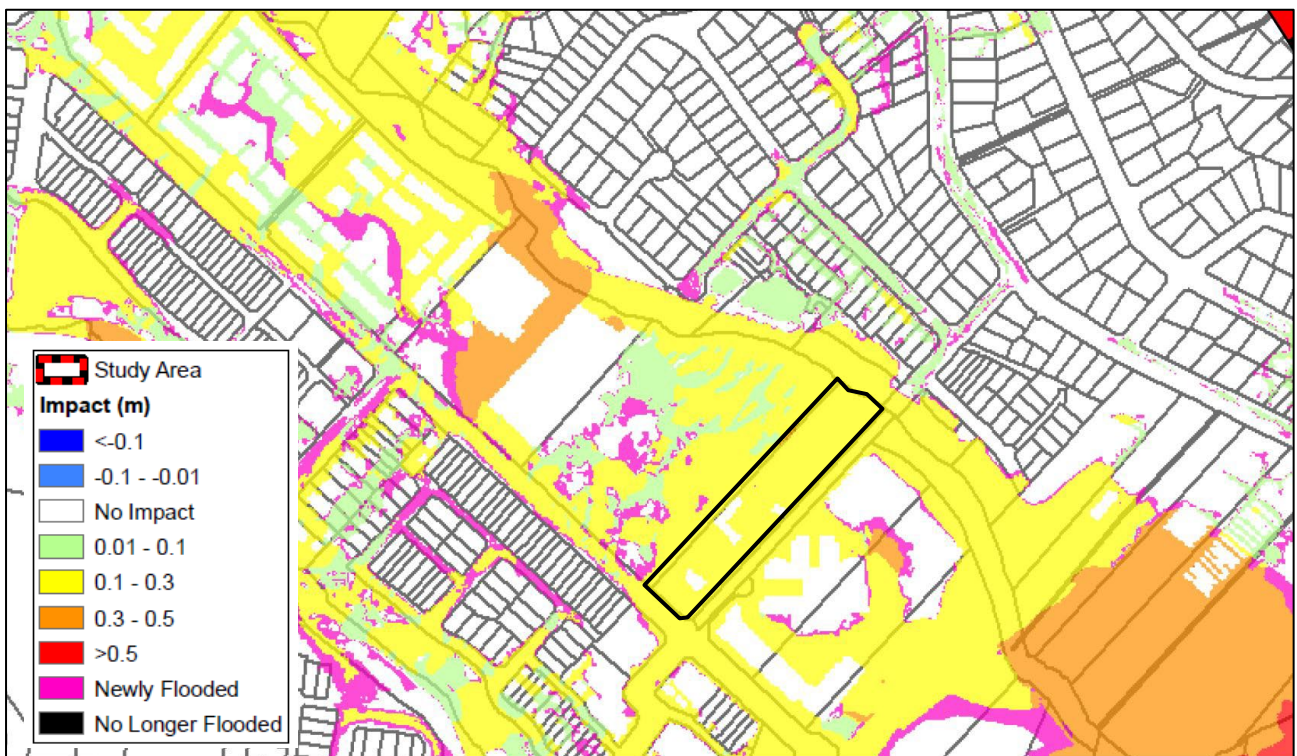 Study Area
Impact (m)
<-0.1
-0.1 - -0.01
No Impact
0.01 - 0.1
0.1 - 0.3
0.3 - 0.5
>0.5
Newly Flooded
No Longer Flooded